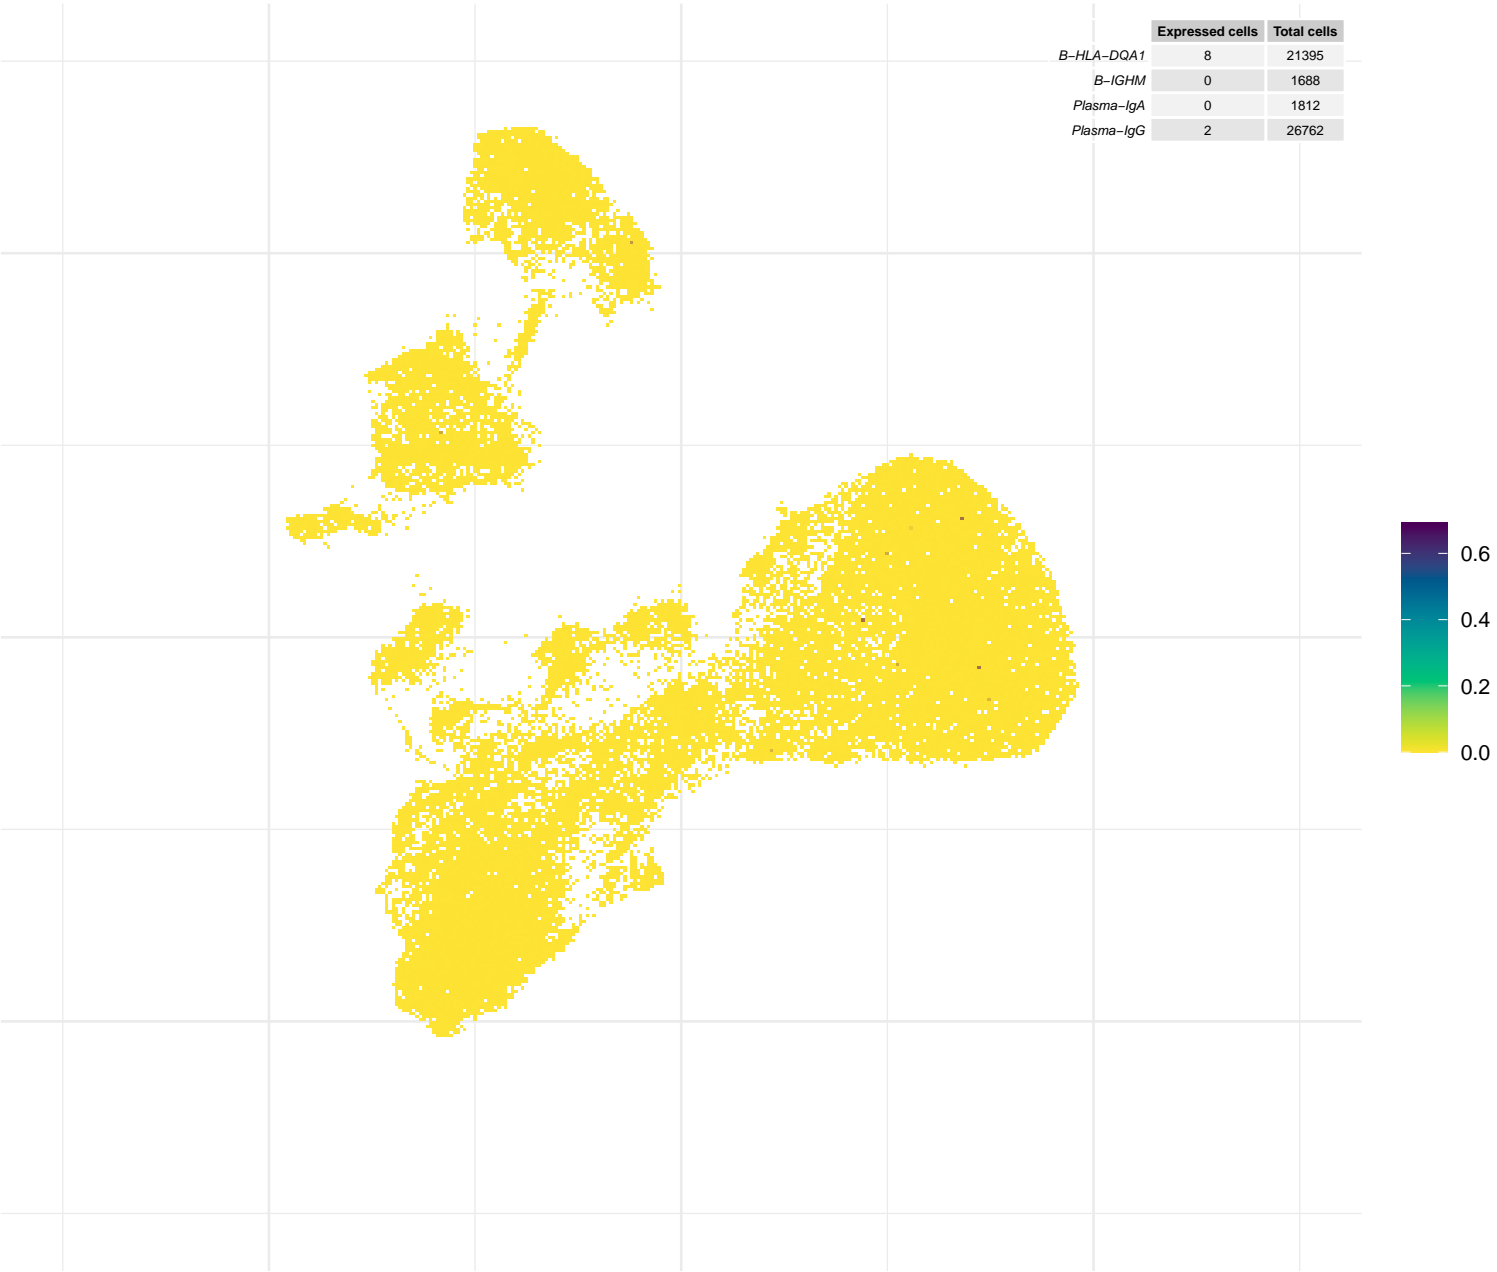 Expressed cells Total cells
B−HLA−DQA1 8 21395
B−IGHM 0 1688
Plasma−IgA 0 1812
Plasma−IgG 2 26762
0.6
0.4
0.2
0.0